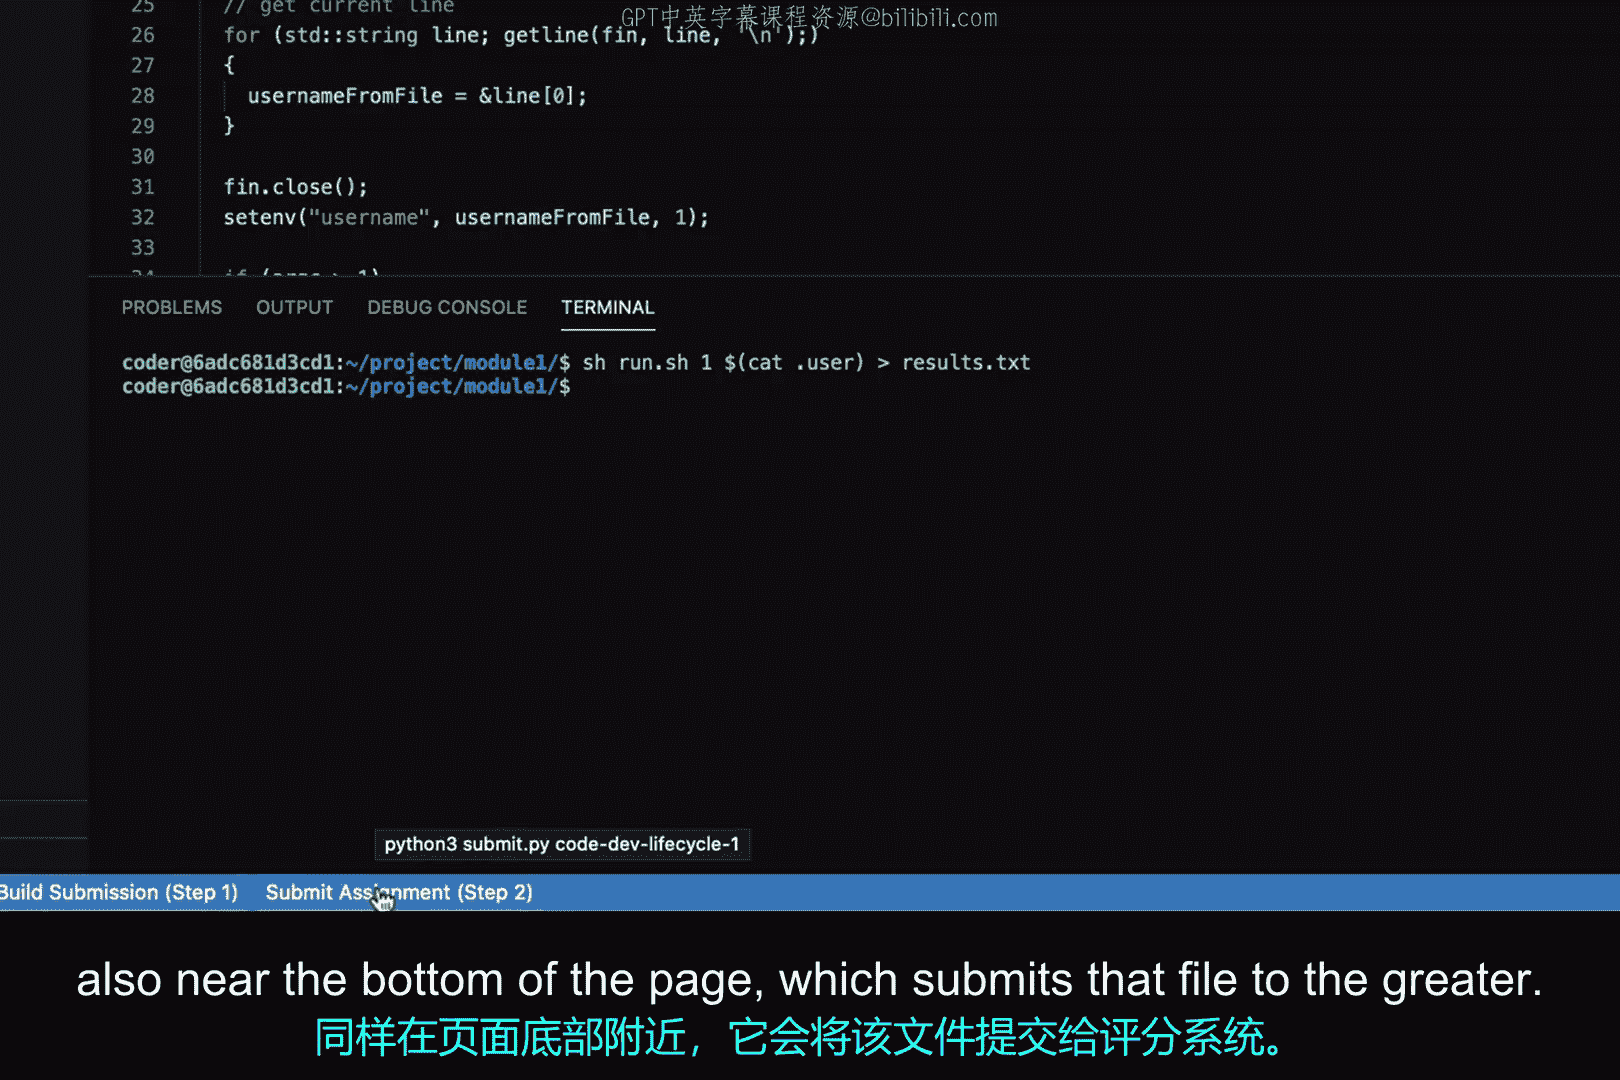 GPT中英字幕课程资源@bilibili.com
25 // get current line
26 for (std::string line; getline(fin, line, '\n');)
27 {
28 usernameFromFile = &line[0];
29 }
30
31 fin.close();
32 setenv("username", usernameFromFile, 1);
33
34 if (argc > 1)
PROBLEMS OUTPUT DEBUG CONSOLE TERMINAL
coder@6adc681d3cd1:~/project/module1/$ sh run.sh 1 $(cat .user) > results.txt
coder@6adc681d3cd1:~/project/module1/$
python3 submit.py code-dev-lifecycle-1
Build Submission (Step 1) Submit Assignment (Step 2)
also near the bottom of the page, which submits that file to the greater.
同样在页面底部附近，它会将该文件提交给评分系统。